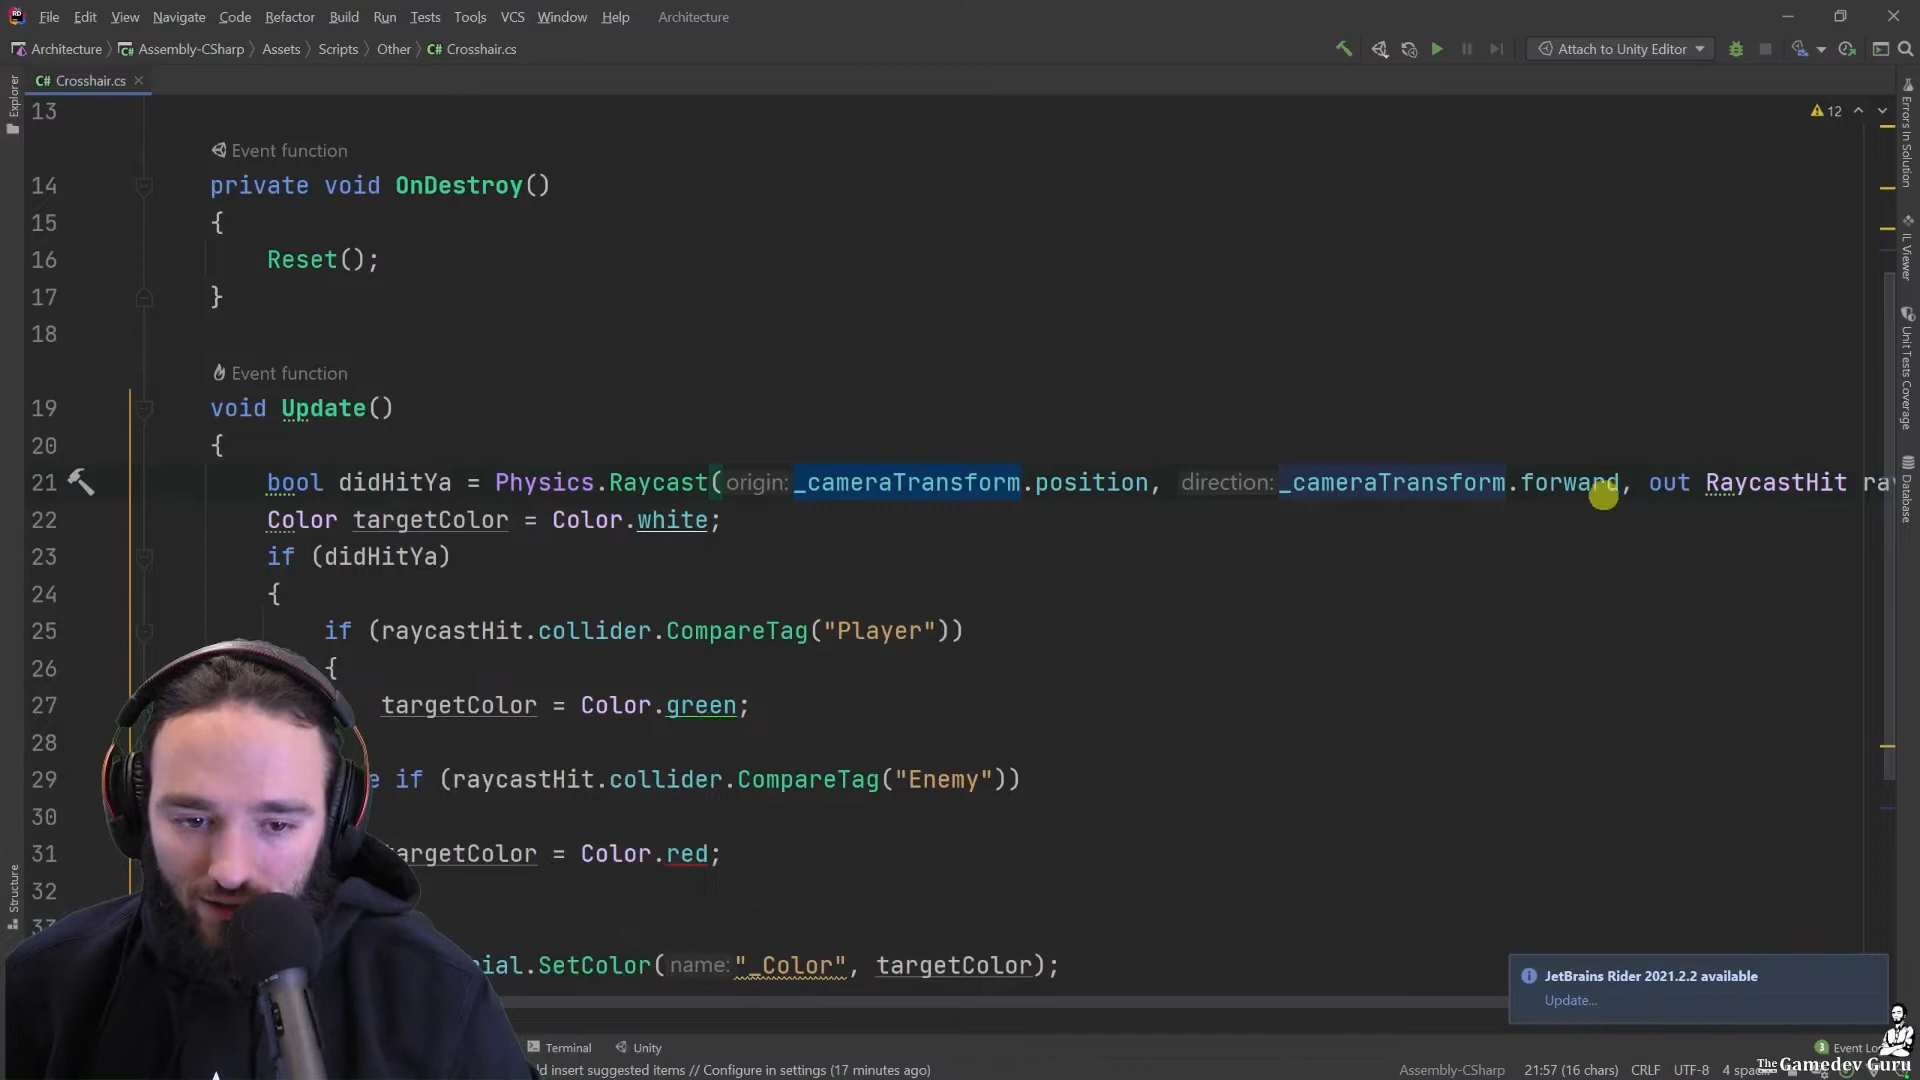 File Edit View Navigate Code Refactor Build Run Tests Tools VCS Window Help Architecture
Architecture Assembly-CSharp Assets Scripts Other C# Crosshair.cs
Attach to Unity Editor
C# Crosshair.cs
Explorer
12
13
Event function
14 private void OnDestroy()
15 {
16 Reset();
17 }
18
Event function
19 void Update()
20 {
21 bool didHitYa = Physics.Raycast( origin: _cameraTransform.position, direction: _cameraTransform.forward, out RaycastHit ra
22 Color targetColor = Color.white;
23 if (didHitYa)
24 {
25 if (raycastHit.collider.CompareTag("Player"))
26 {
27 targetColor = Color.green;
28
29 e if (raycastHit.collider.CompareTag("Enemy"))
30
31 argetColor = Color.red;
32
33
ial.SetColor( name: "_Color", targetColor);
Structure
Errors In Solution
IL Viewer
Unit Tests Coverage
Database
JetBrains Rider 2021.2.2 available
Update...
Terminal Unity
3 Event Lo
d insert suggested items // Configure in settings (17 minutes ago)
Assembly-CSharp 21:57 (16 chars) CRLF UTF-8 4 spac
The Gamedev Guru